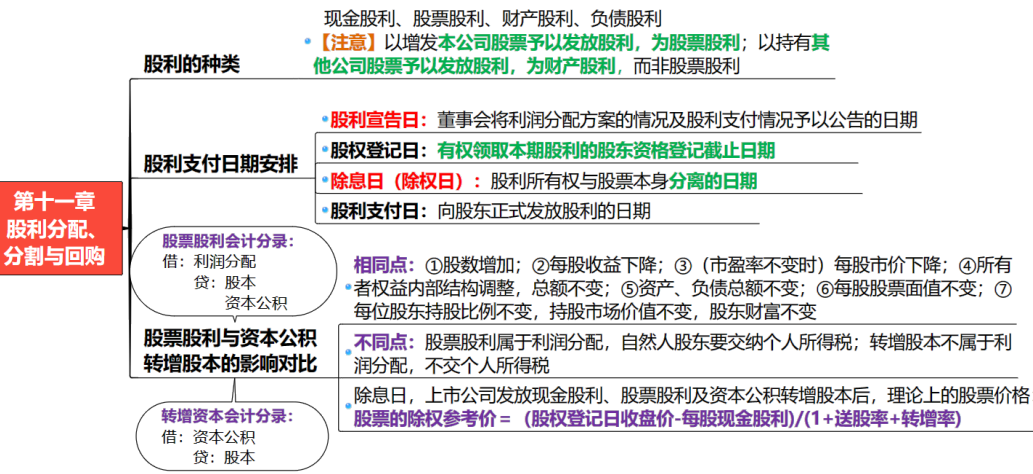 第十一章
股利分配、
分割与回购
股利的种类
现金股利、股票股利、财产股利、负债股利
【注意】以增发本公司股票予以发放股利，为股票股利；以持有其
他公司股票予以发放股利，为财产股利，而非股票股利
股利支付日期安排
股利宣告日：董事会将利润分配方案的情况及股利支付情况予以公告的日期
股权登记日：有权领取本期股利的股东资格登记截止日期
除息日（除权日）：股利所有权与股票本身分离的日期
股利支付日：向股东正式发放股利的日期
股票股利会计分录：
借：利润分配
贷：股本
资本公积
股票股利与资本公积
转增股本的影响对比
转增资本会计分录：
借：资本公积
贷：股本
相同点：①股数增加；②每股收益下降；③（市盈率不变时）每股市价下降；④所有
者权益内部结构调整，总额不变；⑤资产、负债总额不变；⑥每股股票面值不变；⑦
每位股东持股比例不变，持股市场价值不变，股东财富不变
不同点：股票股利属于利润分配，自然人股东要交纳个人所得税；转增股本不属于利
润分配，不交个人所得税
除息日，上市公司发放现金股利、股票股利及资本公积转增股本后，理论上的股票价格
股票的除权参考价＝（股权登记日收盘价-每股现金股利)/(1+送股率+转增率)